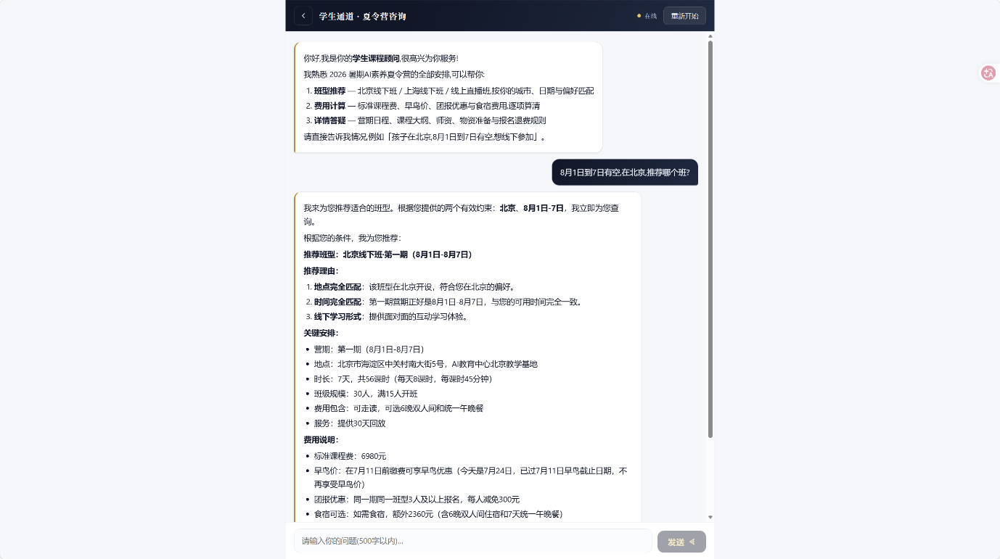 学生通道 · 夏令营咨询
在线
重新开始
你好,我是你的学生课程顾问,很高兴为你服务!
我熟悉 2026 暑期AI素养夏令营的全部安排,可以帮你:
1. 班型推荐 — 北京线下班 / 上海线下班 / 线上直播班,按你的城市、日期与偏好匹配
2. 费用计算 — 标准课程费、早鸟价、团报优惠与食宿费用,逐项算清
3. 详情答疑 — 营期日程、课程大纲、师资、物资准备与报名退费规则
请直接告诉我情况,例如「孩子在北京,8月1日到7日有空,想线下参加」。
8月1日到7日有空,在北京,推荐哪个班?
我来为您推荐适合的班型。根据您提供的两个有效约束：北京、8月1日-7日，我立即为您查
询。
根据您的条件，我为您推荐：
推荐班型：北京线下班·第一期（8月1日-8月7日）
推荐理由：
1. 地点完全匹配：该班型在北京开设，符合您在北京的偏好。
2. 时间完全匹配：第一期营期正好是8月1日-8月7日，与您的可用时间完全一致。
3. 线下学习形式：提供面对面的互动学习体验。
关键安排：
• 营期：第一期（8月1日-8月7日）
• 地点：北京市海淀区中关村南大街5号，AI教育中心北京教学基地
• 时长：7天，共56课时（每天8课时，每课时45分钟）
• 班级规模：30人，满15人开班
• 费用包含：可走读，可选6晚双人间和统一午晚餐
• 服务：提供30天回放
费用说明：
• 标准课程费：6980元
• 早鸟价：在7月11日前缴费可享早鸟优惠（今天是7月24日，已过7月11日早鸟截止日期，不
再享受早鸟价）
• 团报优惠：同一期同一班型3人及以上报名，每人减免300元
• 食宿可选：如需食宿，额外2360元（含6晚双人间住宿和7天统一午晚餐）
请输入你的问题(500字以内)...
发送